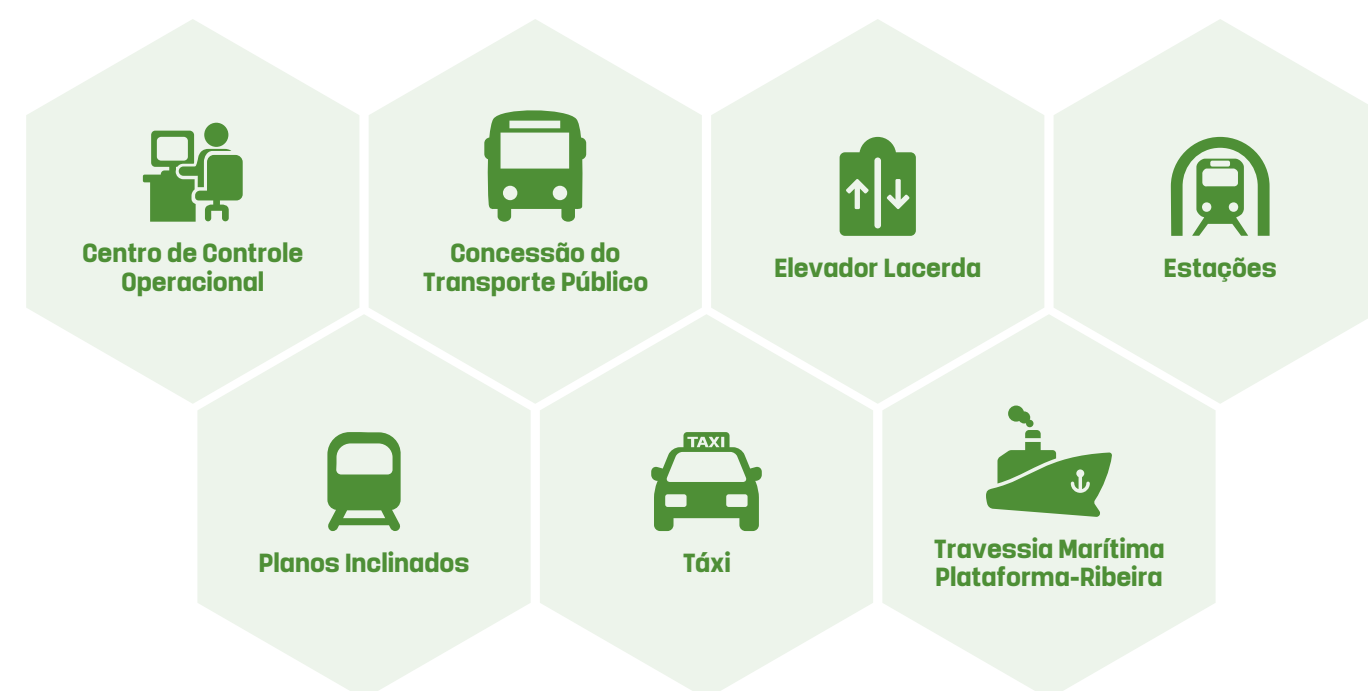 Centro de Controle
Operacional
Concessão do
Transporte Público
Elevador Lacerda
Estações
Planos Inclinados
TAXI
Táxi
Travessia Marítima
Plataforma-Ribeira